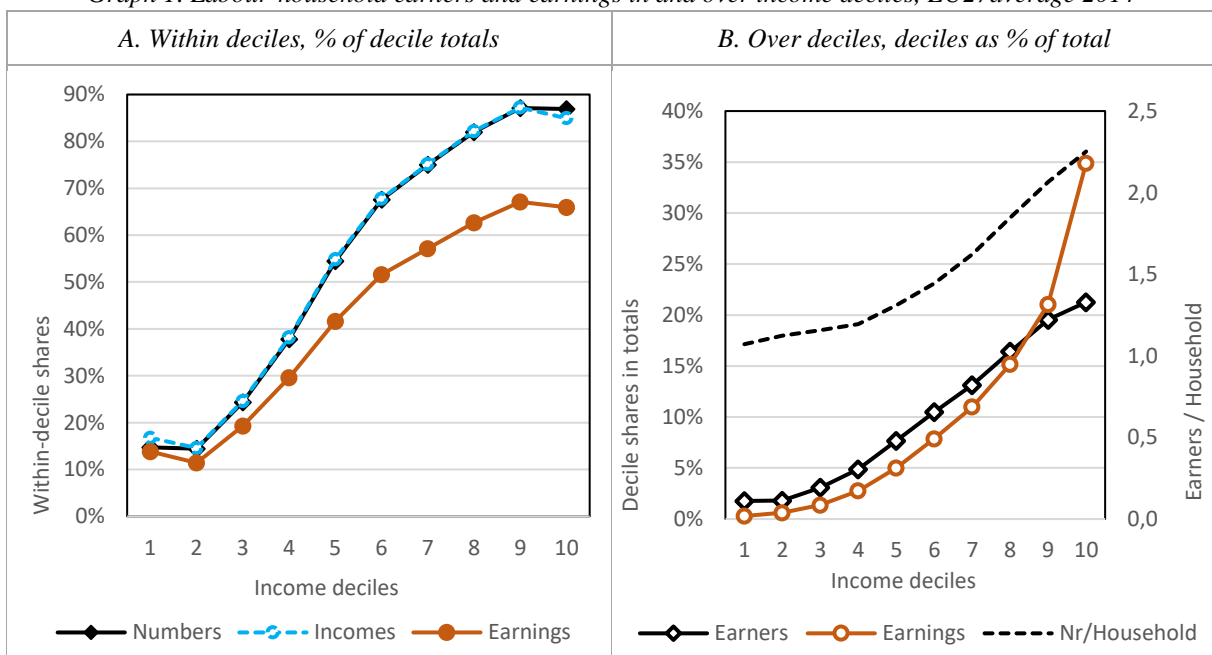 Graph 1. Labour household earners and earnings in and over income deciles, EU27average 2014
A. Within deciles, % of decile totals
B. Over deciles, deciles as % of total
90%
80%
70%
60%
50%
40%
30%
20%
10%
0%
Within-decile shares
1 2 3 4 5 6 7 8 9 10
Income deciles
Numbers Incomes Earnings
40%
35%
30%
25%
20%
15%
10%
5%
0%
Decile shares in totals
2,5
2,0
1,5
1,0
0,5
0,0
Earners / Household
1 2 3 4 5 6 7 8 9 10
Income deciles
Earners Earnings Nr/Household